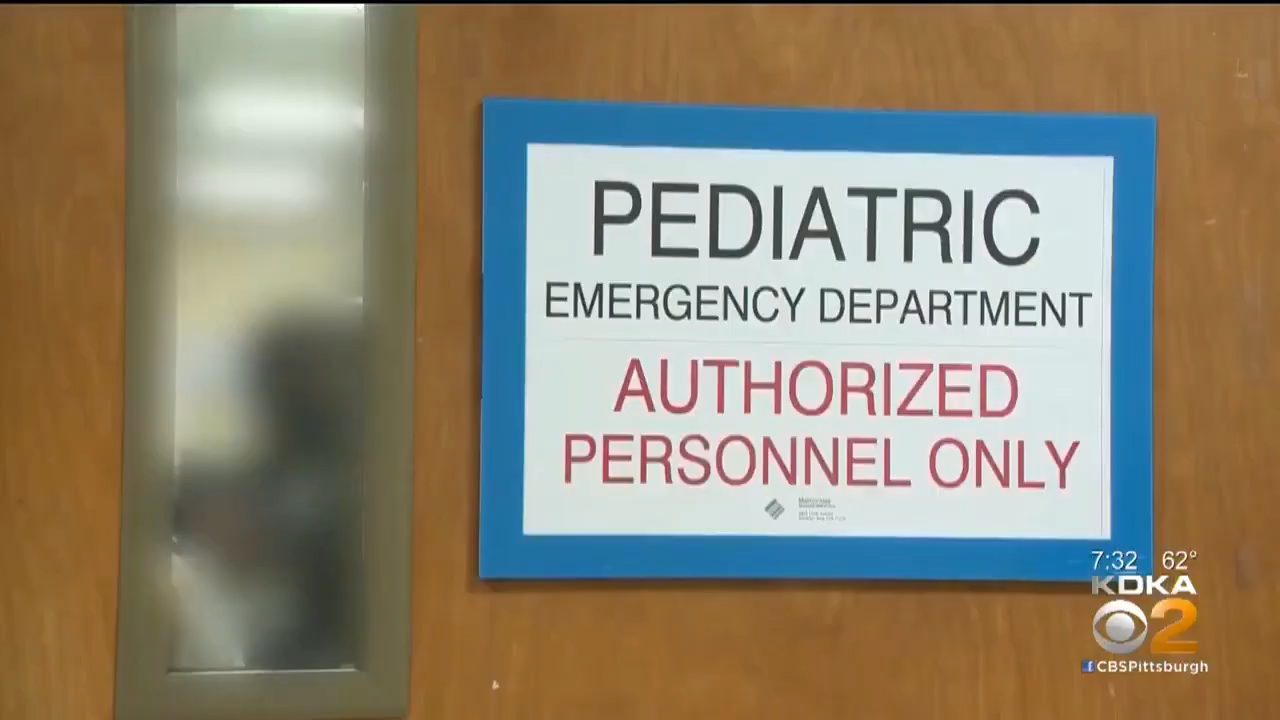 PEDIATRIC
EMERGENCY DEPARTMENT
AUTHORIZED
PERSONNEL ONLY
7:32 62°
KDKA
2
CBSPittsburgh